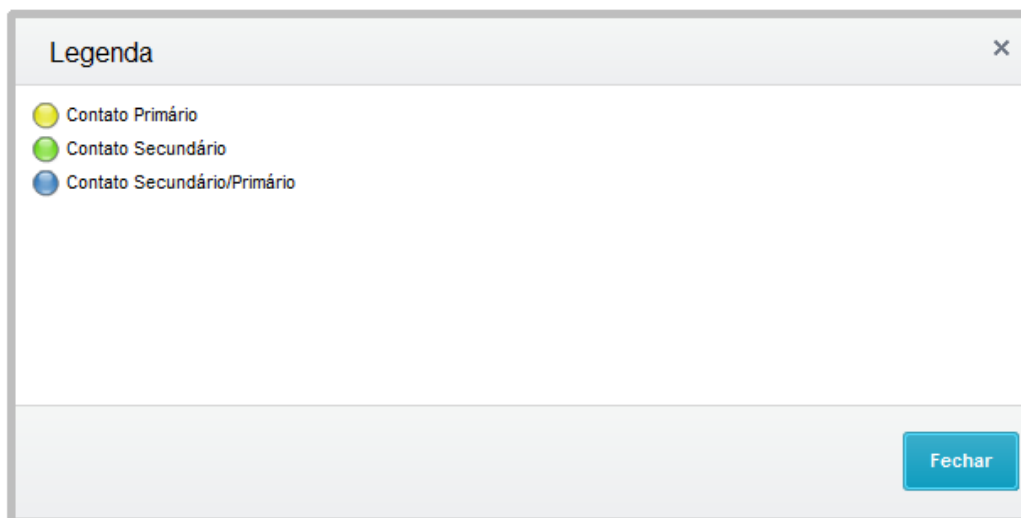 Legenda
Contato Primário
Contato Secundário
Contato Secundário/Primário
Fechar